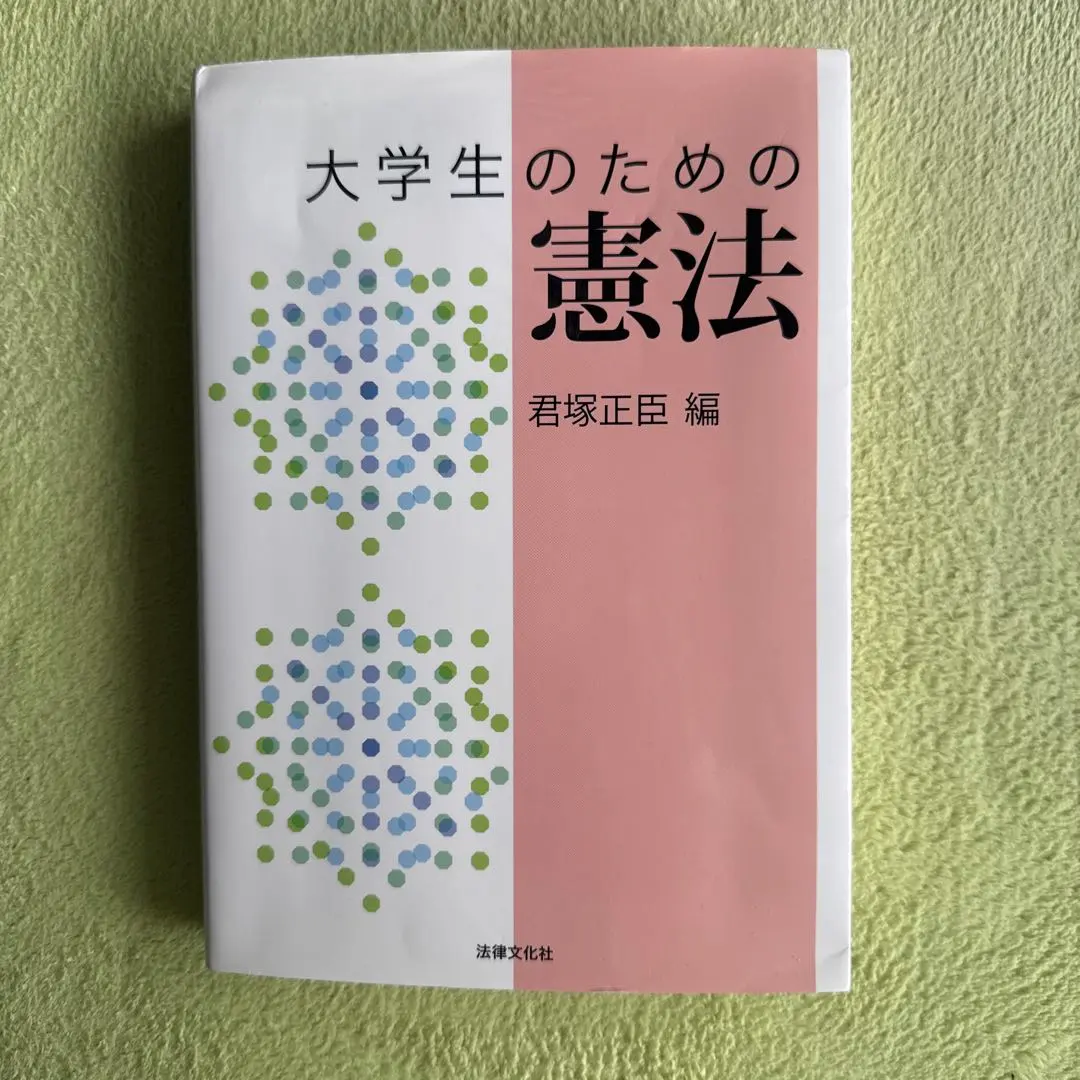 大学生のための
憲法
君塚正臣 編
法律文化社